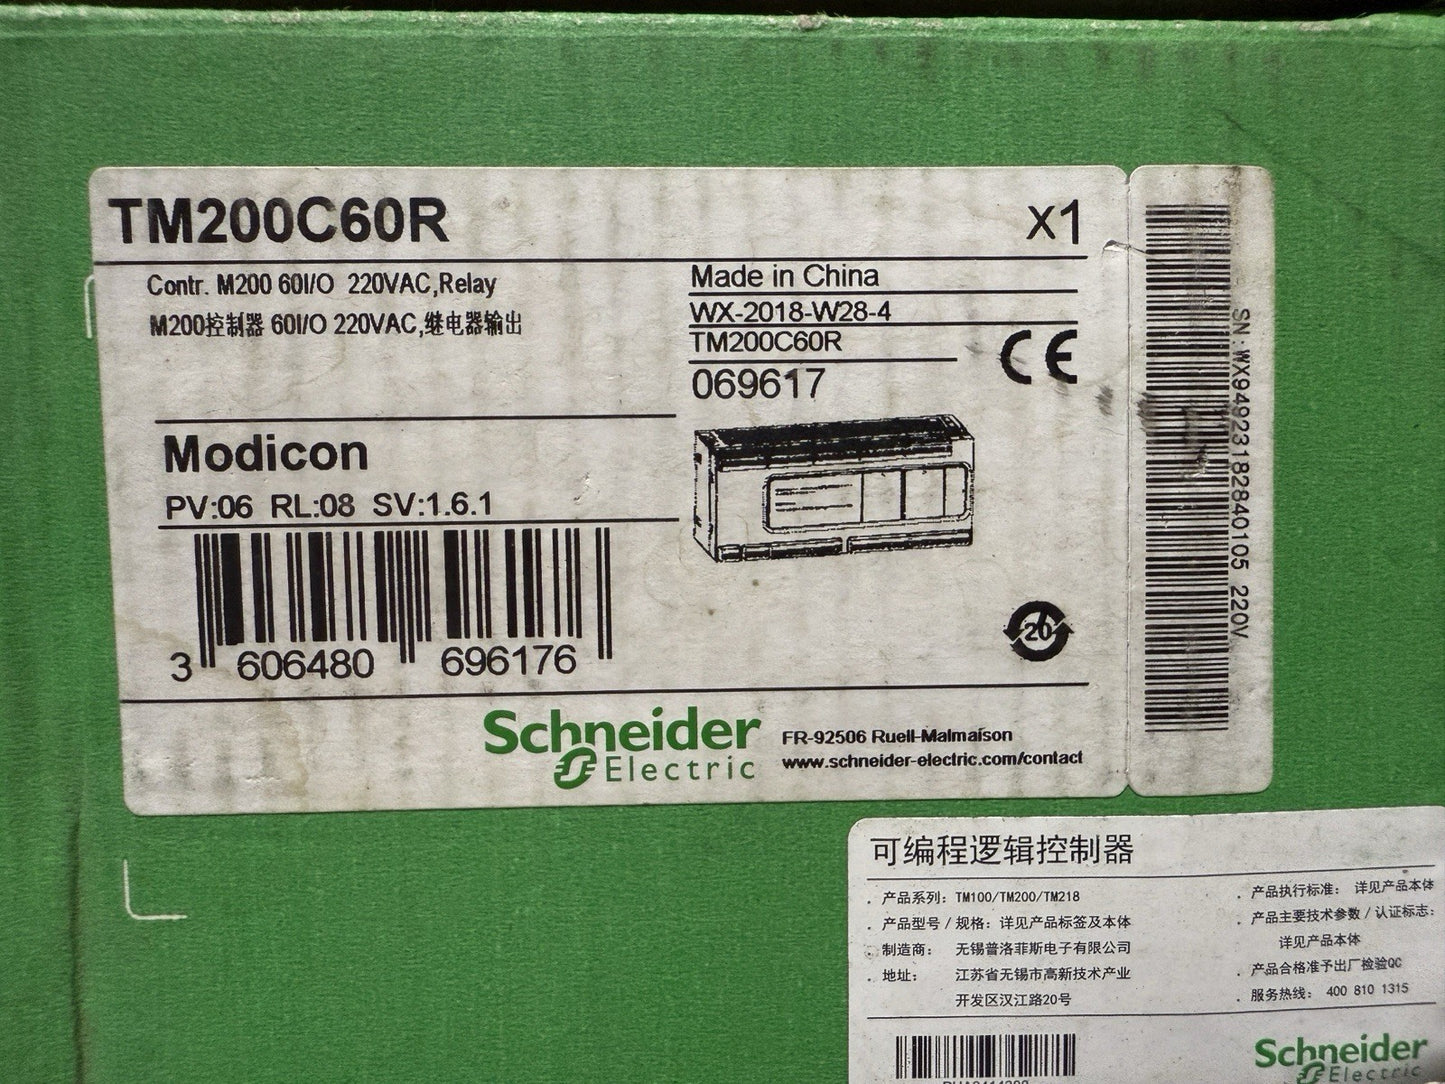 TM200C60R
X1
Contr. M200 60I/O 220VAC,Relay
M200控制器 60I/O 220VAC,继电器输出
Made in China
WX-2018-W28-4
TM200C60R
069617
CE
Modicon
PV:06 RL:08 SV:1.6.1
3 606480 696176
20
Schneider
Electric
FR-92506 Ruell-Malmaison
www.schneider-electric.com/contact
SN:WX94923182840105 220V
可编程逻辑控制器
. 产品系列: TM100/TM200/TM218
. 产品型号/规格: 详见产品标签及本体
. 制造商: 无锡普洛菲斯电子有限公司
. 地址: 江苏省无锡市高新技术产业
开发区汉江路20号
. 产品执行标准: 详见产品本体
. 产品主要技术参数/认证标志:
详见产品本体
. 产品合格准予出厂检验QC
. 服务热线: 400 810 1315
Schneider
Electric